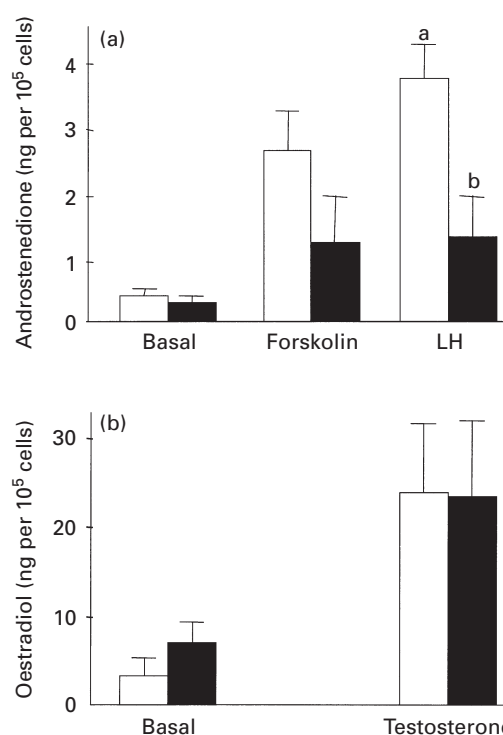 (a)
Androstenedione (ng per 10⁵ cells)
4
3
2
1
0
a
b
Basal Forskolin LH
(b)
Oestradiol (ng per 10⁵ cells)
30
20
10
0
Basal Testosterone